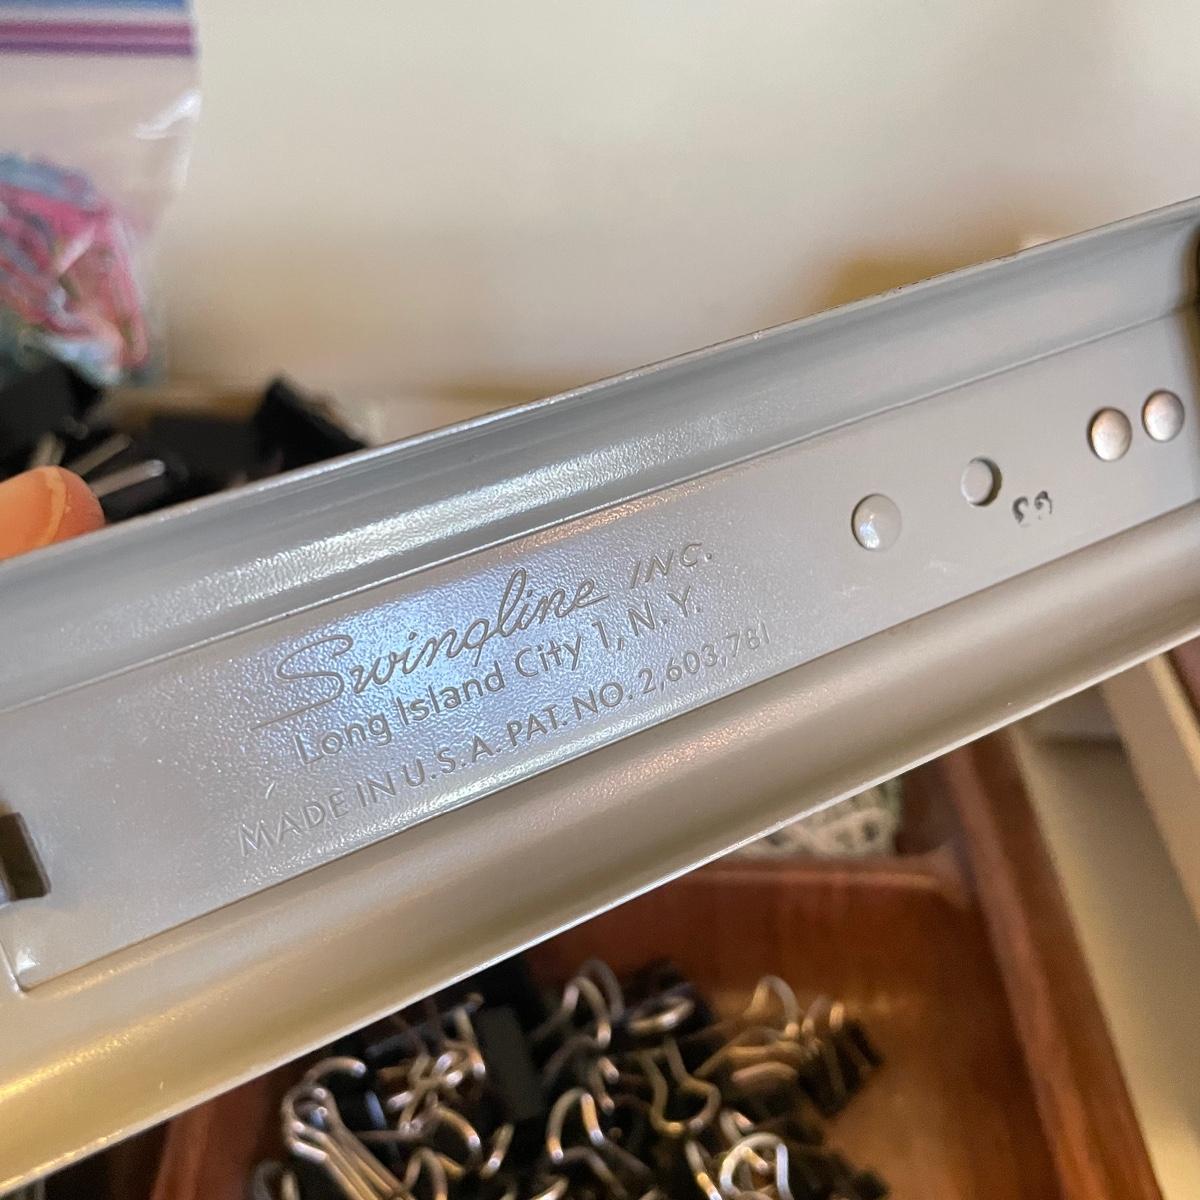 Swingline INC.
Long Island City 1, N.Y.
MADE IN U.S.A. PAT. NO. 2,603,781